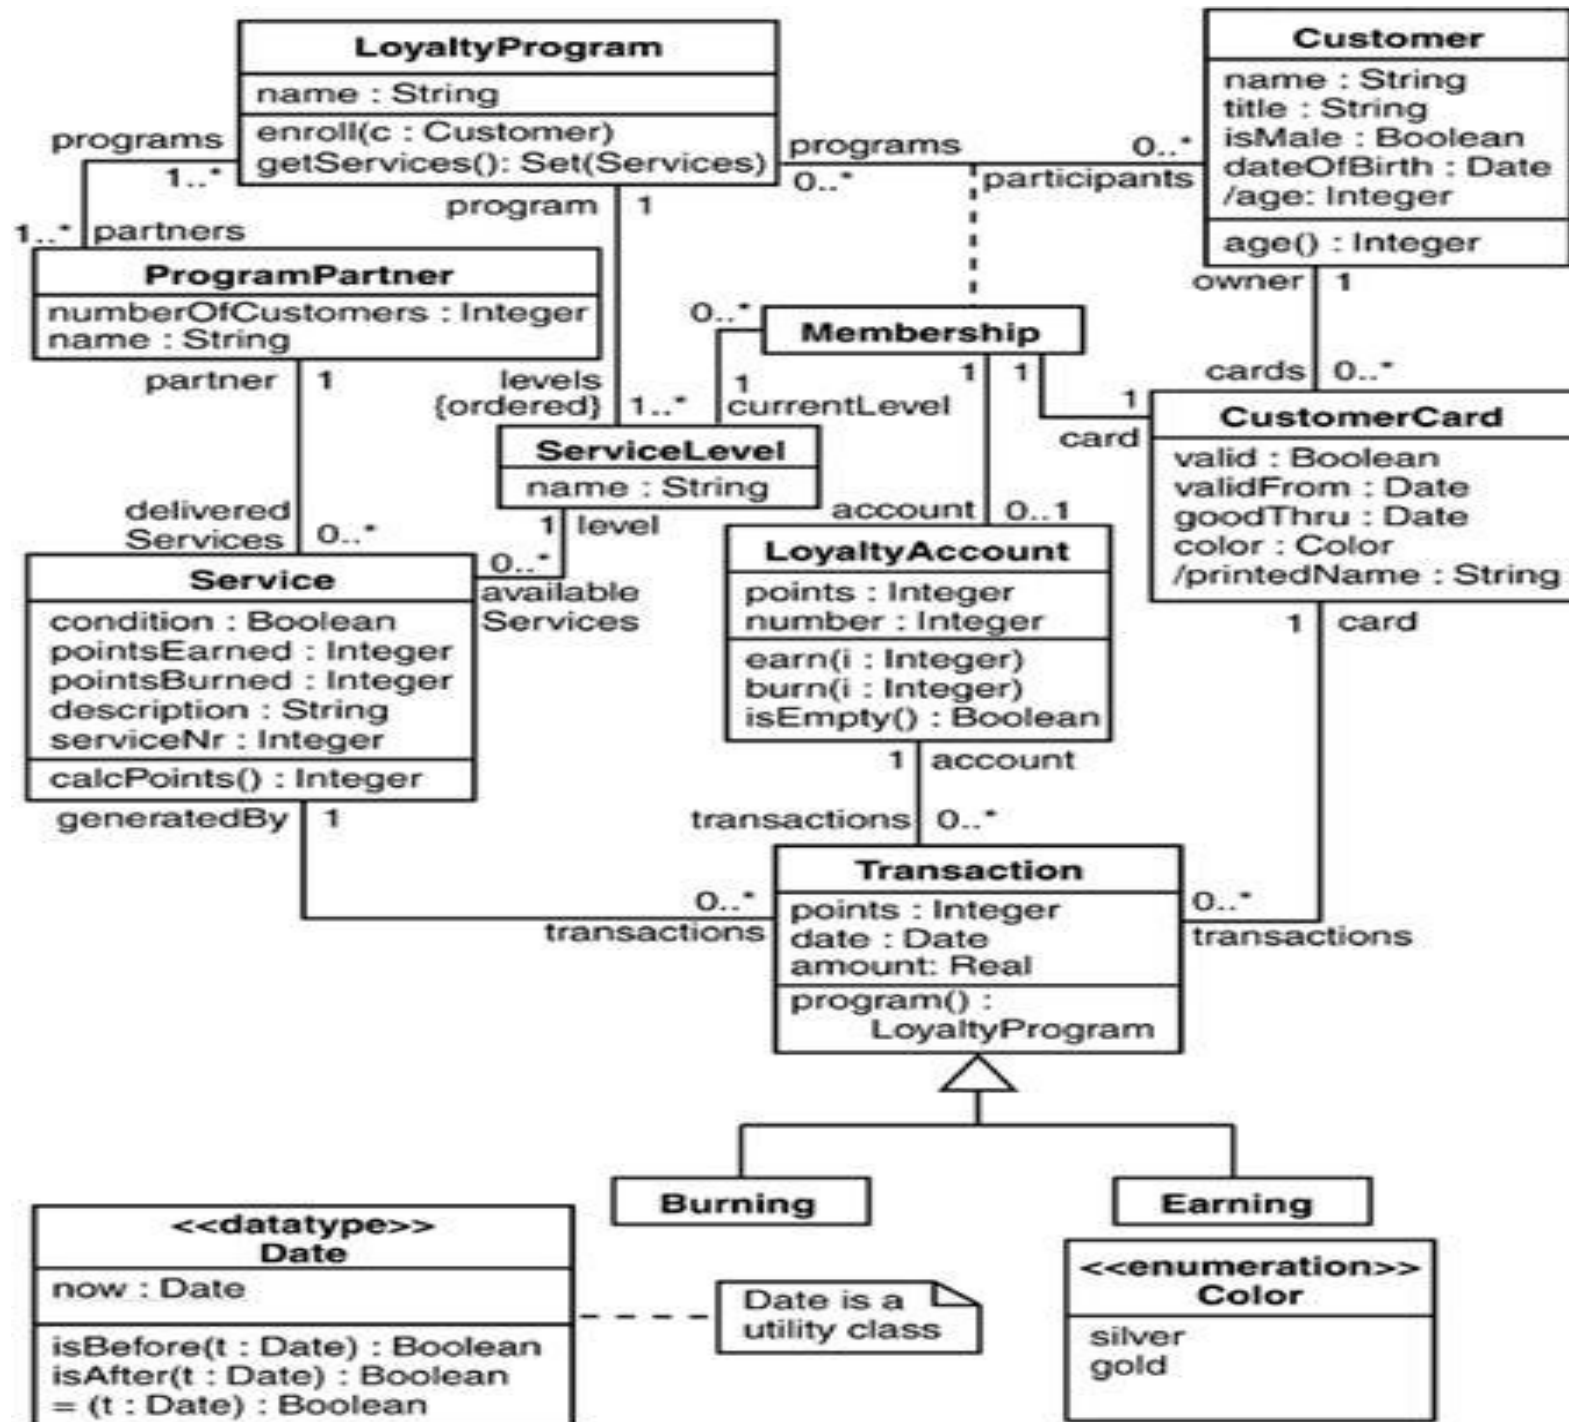 LoyaltyProgram
name : String
enroll(c : Customer)
getServices(): Set(Services)
Customer
name : String
title : String
isMale : Boolean
dateOfBirth : Date
/age: Integer
age() : Integer
programs
1..*
1..* partners
programs
0..*
0..*
participants
program 1
owner 1
ProgramPartner
numberOfCustomers : Integer
name : String
0..*
Membership
partner 1
levels
{ordered} 1..*
1
currentLevel
1
1
cards 0..*
1
card
CustomerCard
valid : Boolean
validFrom : Date
goodThru : Date
color : Color
/printedName : String
ServiceLevel
name : String
delivered
Services 0..*
1 level
0..*
available
Services
account 0..1
LoyaltyAccount
points : Integer
number : Integer
earn(i : Integer)
burn(i : Integer)
isEmpty() : Boolean
Service
condition : Boolean
pointsEarned : Integer
pointsBurned : Integer
description : String
serviceNr : Integer
calcPoints() : Integer
1 card
1 account
generatedBy 1
transactions 0..*
0..*
transactions
Transaction
points : Integer
date : Date
amount: Real
program() :
LoyaltyProgram
0..*
transactions
Burning
Earning
<<datatype>>
Date
now : Date
isBefore(t : Date) : Boolean
isAfter(t : Date) : Boolean
= (t : Date) : Boolean
Date is a
utility class
<<enumeration>>
Color
silver
gold